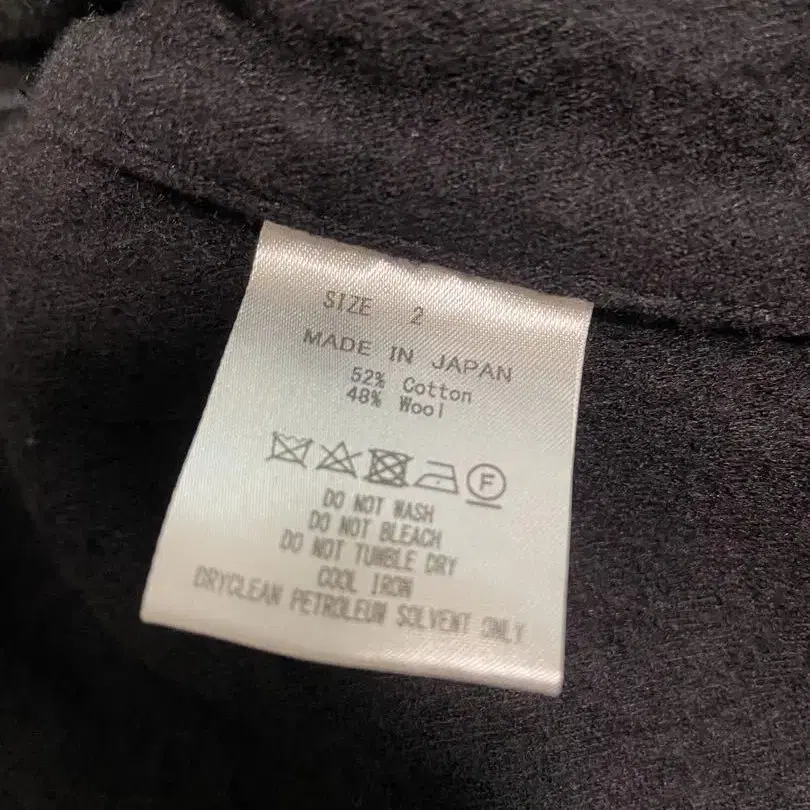 SIZE 2
MADE IN JAPAN
52% Cotton
48% Wool
F
DO NOT WASH
DO NOT BLEACH
DO NOT TUMBLE DRY
COOL IRON
DRYCLEAN PETROLEUM SOLVENT ONLY